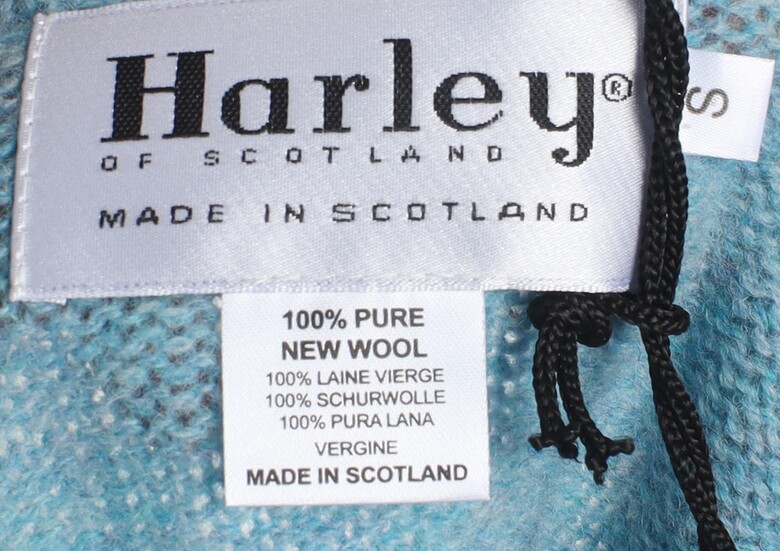 Harley®
OF SCOTLAND
MADE IN SCOTLAND
S
100% PURE
NEW WOOL
100% LAINE VIERGE
100% SCHURWOLLE
100% PURA LANA
VERGINE
MADE IN SCOTLAND